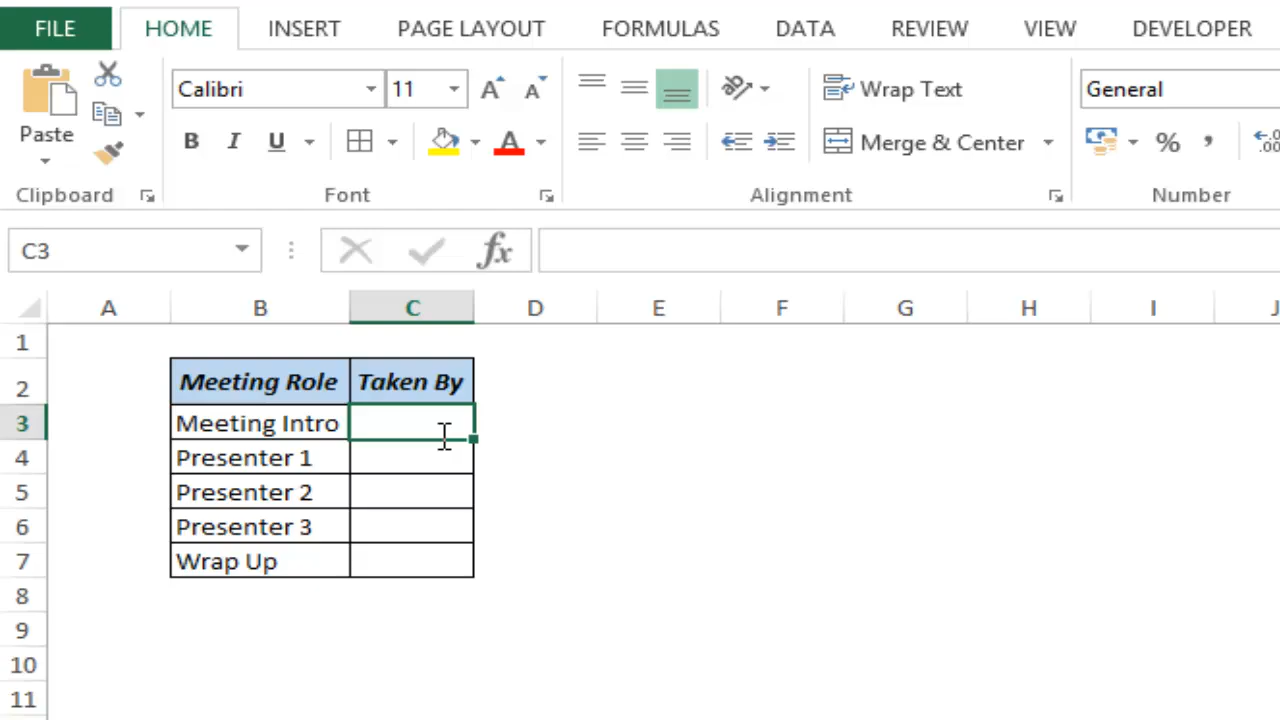 FILE HOME INSERT PAGE LAYOUT FORMULAS DATA REVIEW VIEW DEVELOPER
Calibri 11 A A Wrap Text General
Paste
B I U A Merge & Center % , .00
Clipboard Font Alignment Number
C3 fx
A B C D E F G H I J
1
2 Meeting Role Taken By
3 Meeting Intro
4 Presenter 1
5 Presenter 2
6 Presenter 3
7 Wrap Up
8
9
10
11